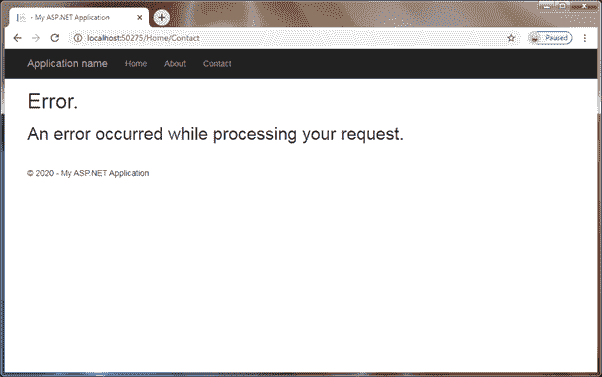 - My ASP.NET Application
localhost:50275/Home/Contact
Paused
Application name Home About Contact
Error.
An error occurred while processing your request.
© 2020 - My ASP.NET Application